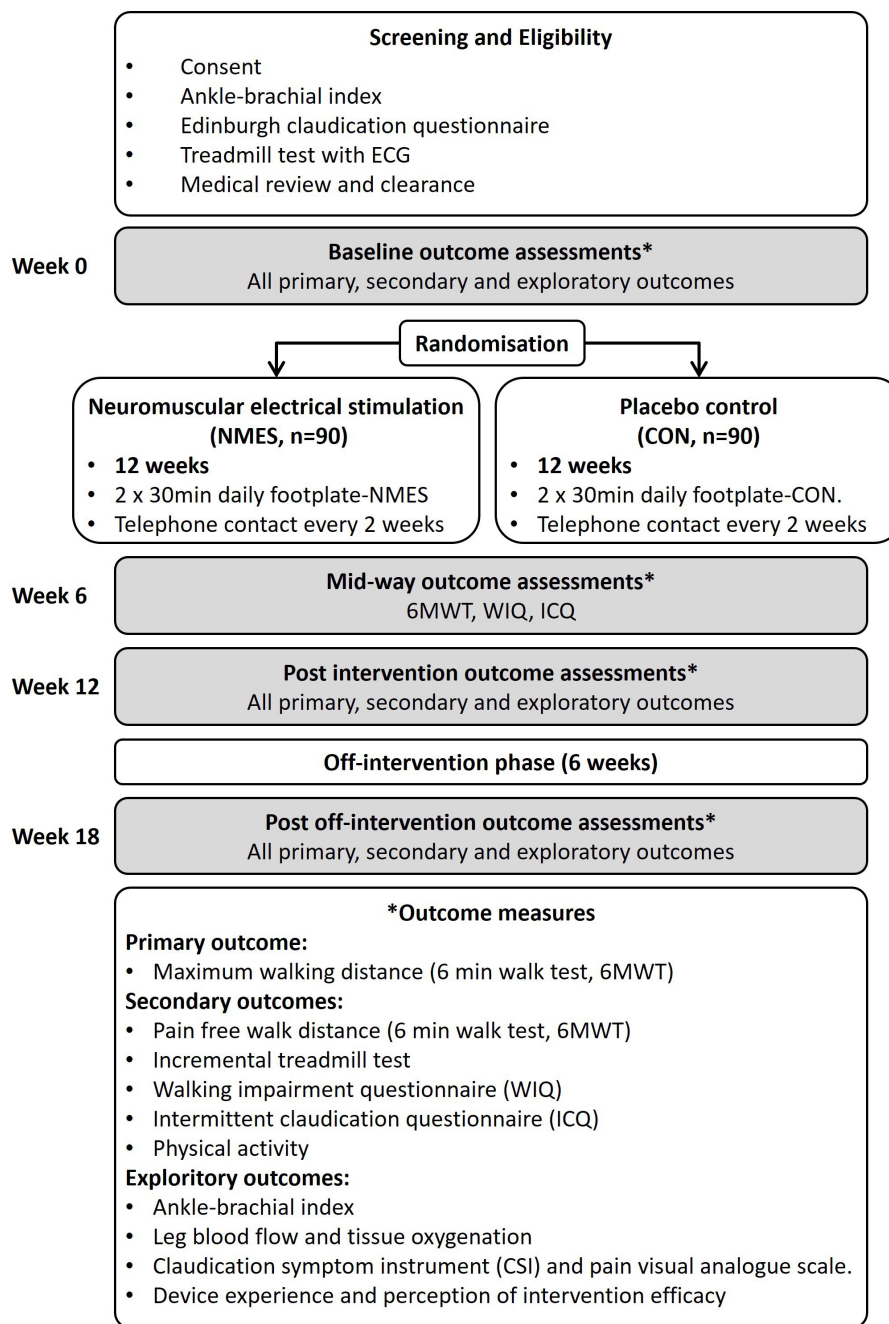 Screening and Eligibility
• Consent
• Ankle-brachial index
• Edinburgh claudication questionnaire
• Treadmill test with ECG
• Medical review and clearance
Week 0
Baseline outcome assessments*
All primary, secondary and exploratory outcomes
Randomisation
Neuromuscular electrical stimulation
(NMES, n=90)
• 12 weeks
• 2 x 30min daily footplate-NMES
• Telephone contact every 2 weeks
Placebo control
(CON, n=90)
• 12 weeks
• 2 x 30min daily footplate-CON.
• Telephone contact every 2 weeks
Week 6
Mid-way outcome assessments*
6MWT, WIQ, ICQ
Week 12
Post intervention outcome assessments*
All primary, secondary and exploratory outcomes
Off-intervention phase (6 weeks)
Week 18
Post off-intervention outcome assessments*
All primary, secondary and exploratory outcomes
*Outcome measures
Primary outcome:
• Maximum walking distance (6 min walk test, 6MWT)
Secondary outcomes:
• Pain free walk distance (6 min walk test, 6MWT)
• Incremental treadmill test
• Walking impairment questionnaire (WIQ)
• Intermittent claudication questionnaire (ICQ)
• Physical activity
Exploritory outcomes:
• Ankle-brachial index
• Leg blood flow and tissue oxygenation
• Claudication symptom instrument (CSI) and pain visual analogue scale.
• Device experience and perception of intervention efficacy